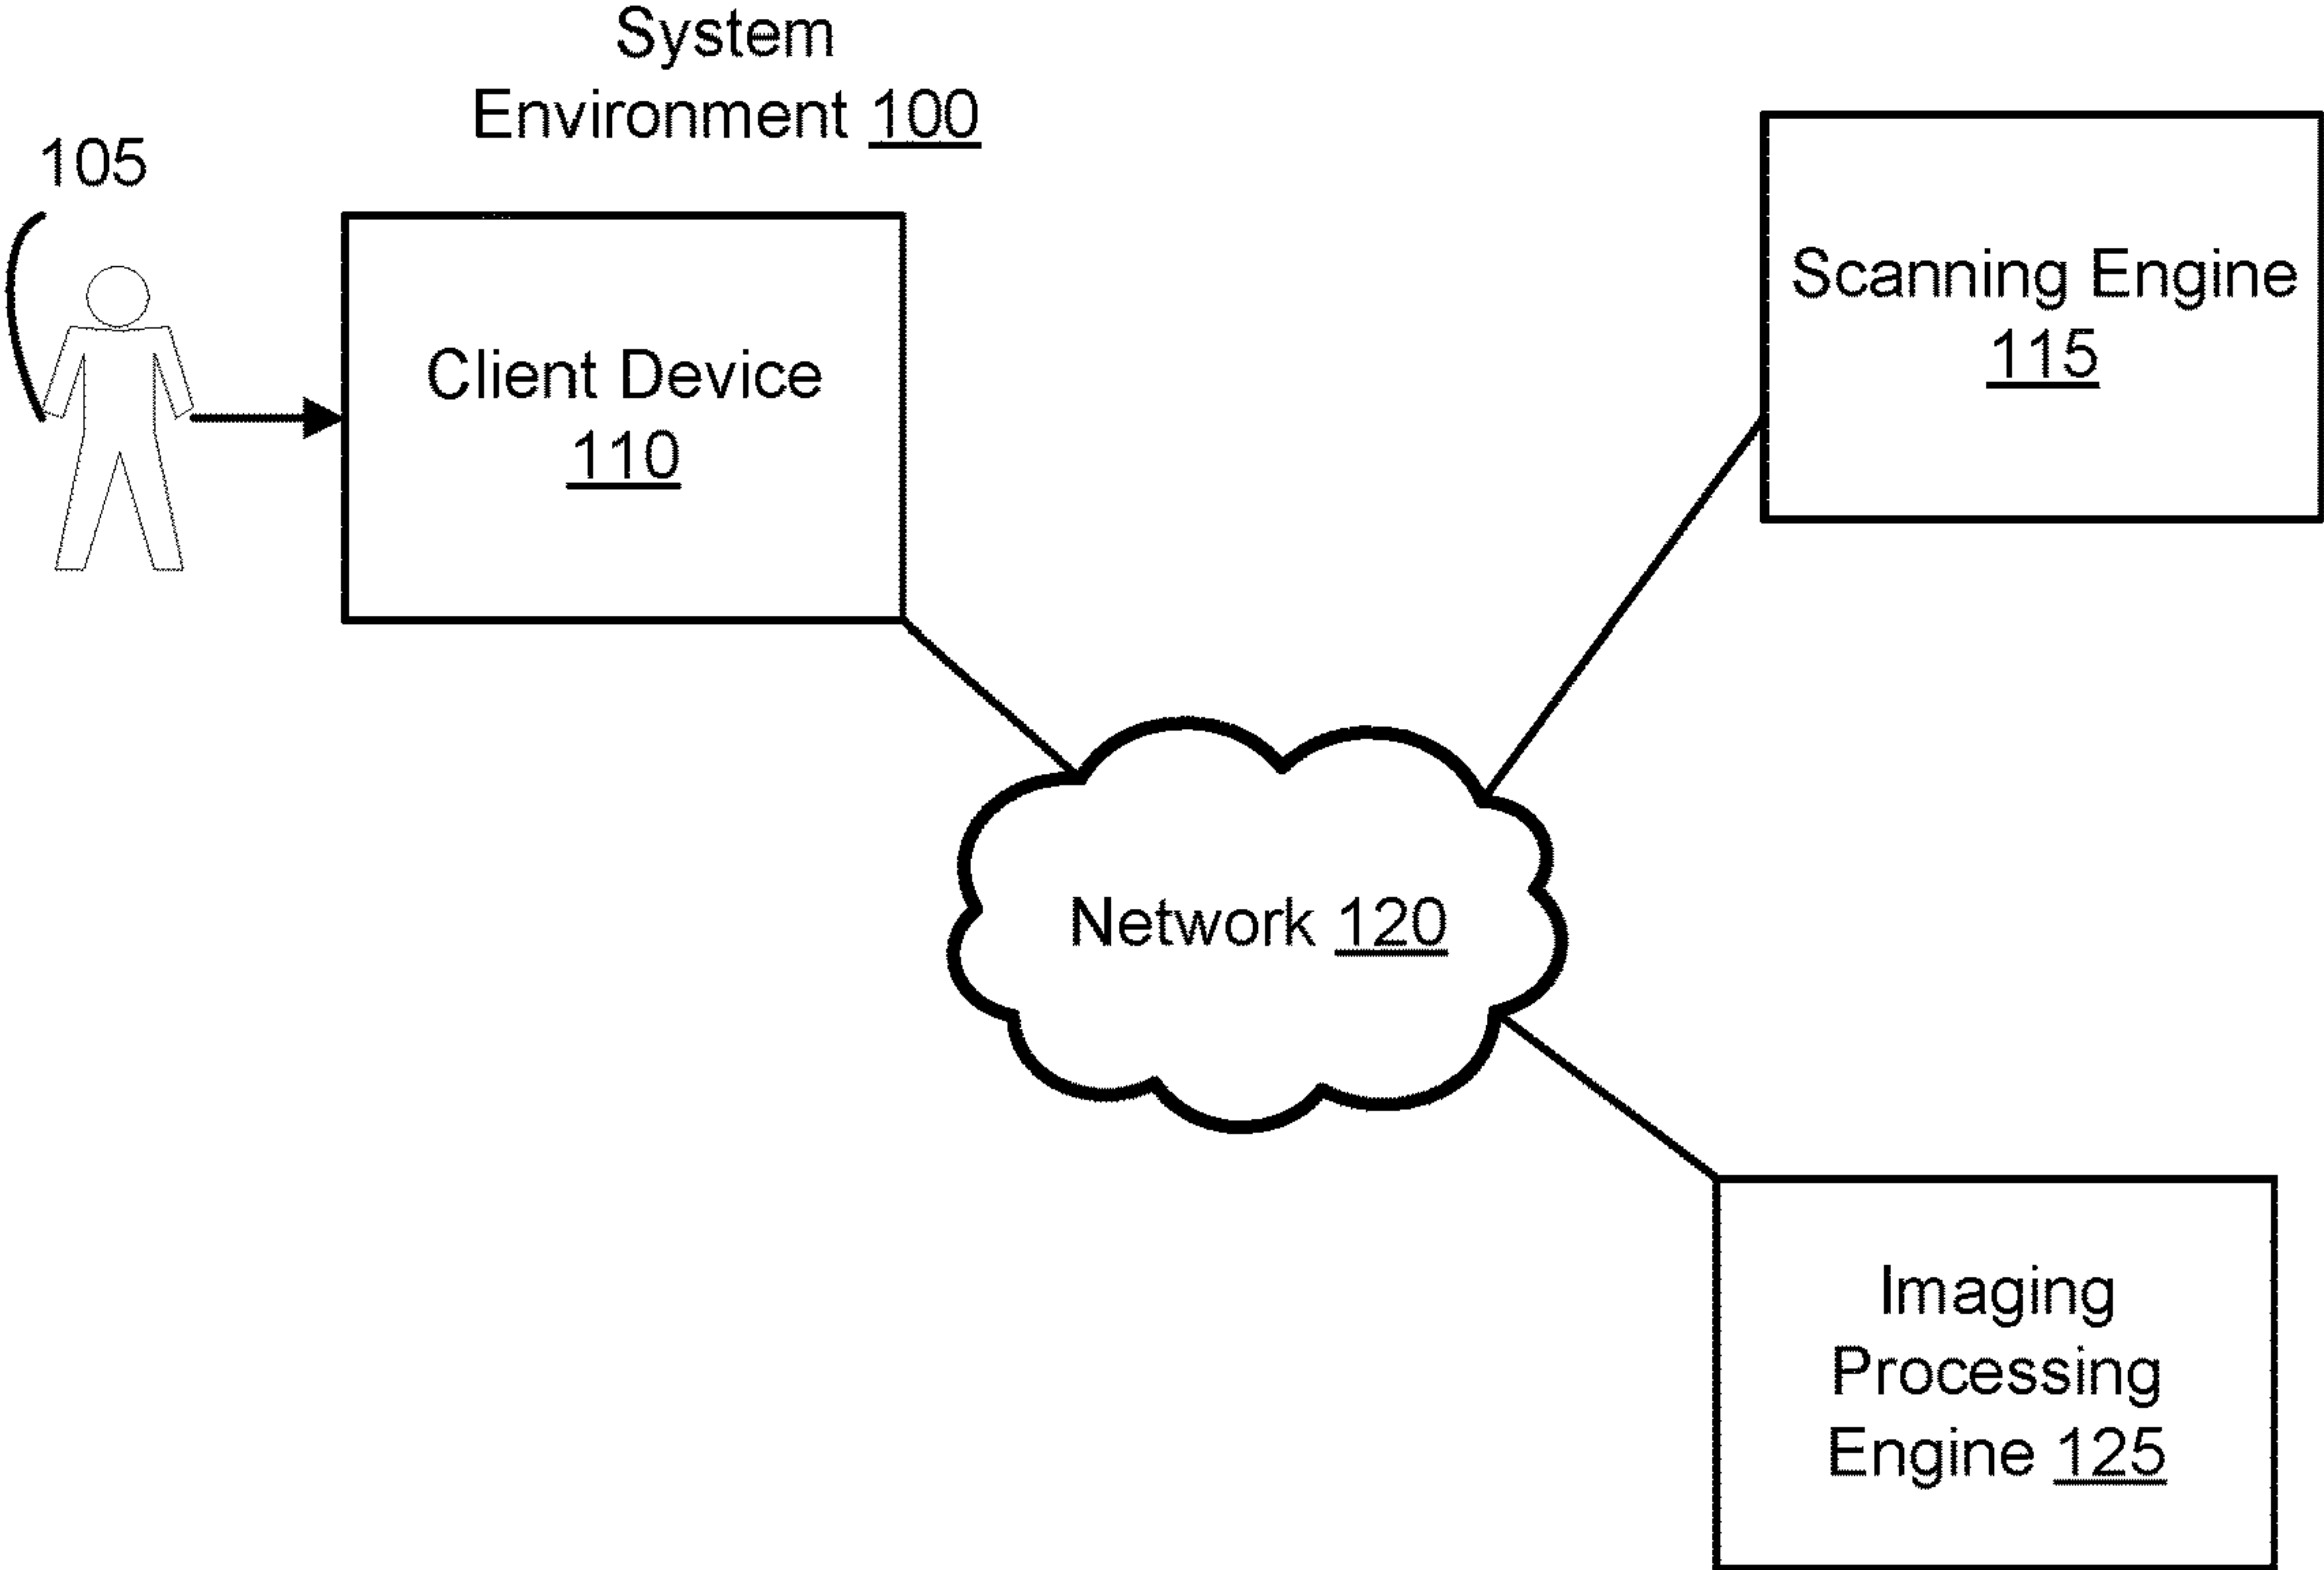 System
Environment 100
105
Client Device
110
Scanning Engine
115
Network 120
Imaging
Processing
Engine 125